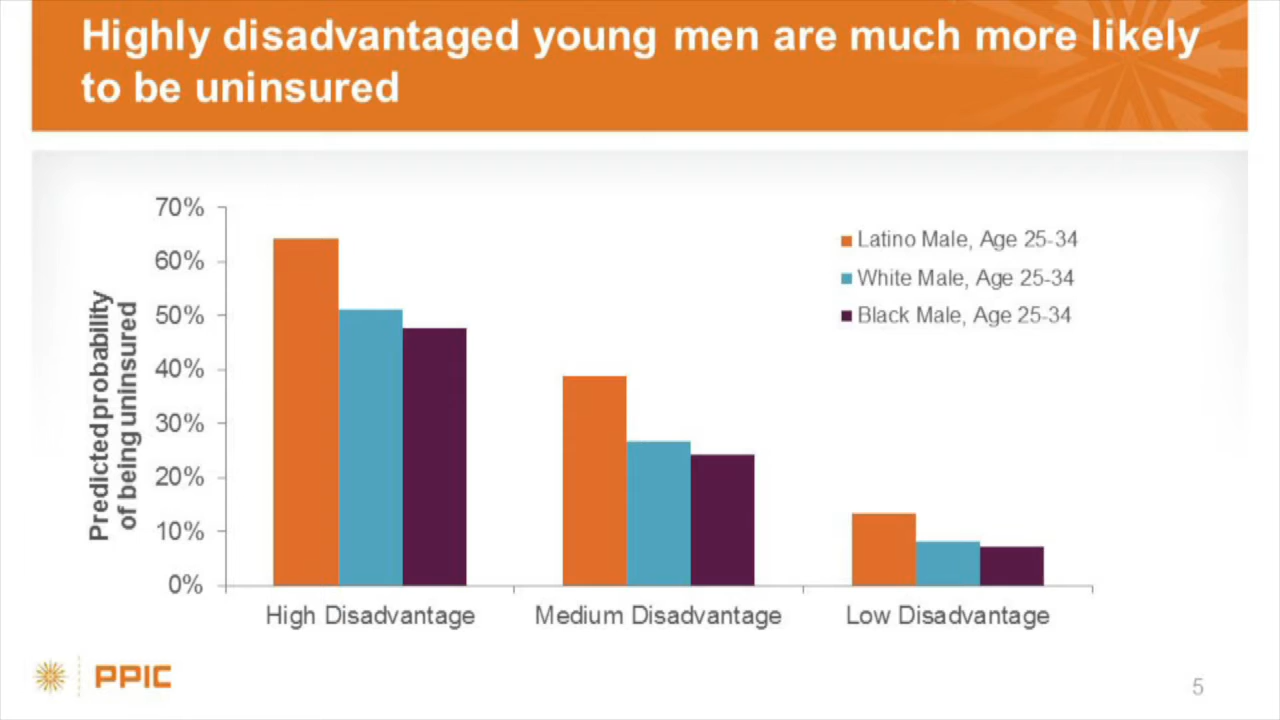 Highly disadvantaged young men are much more likely
to be uninsured
70%
60%
50%
40%
30%
20%
10%
0%
Predicted probability
of being uninsured
Latino Male, Age 25-34
White Male, Age 25-34
Black Male, Age 25-34
High Disadvantage
Medium Disadvantage
Low Disadvantage
PPIC
5